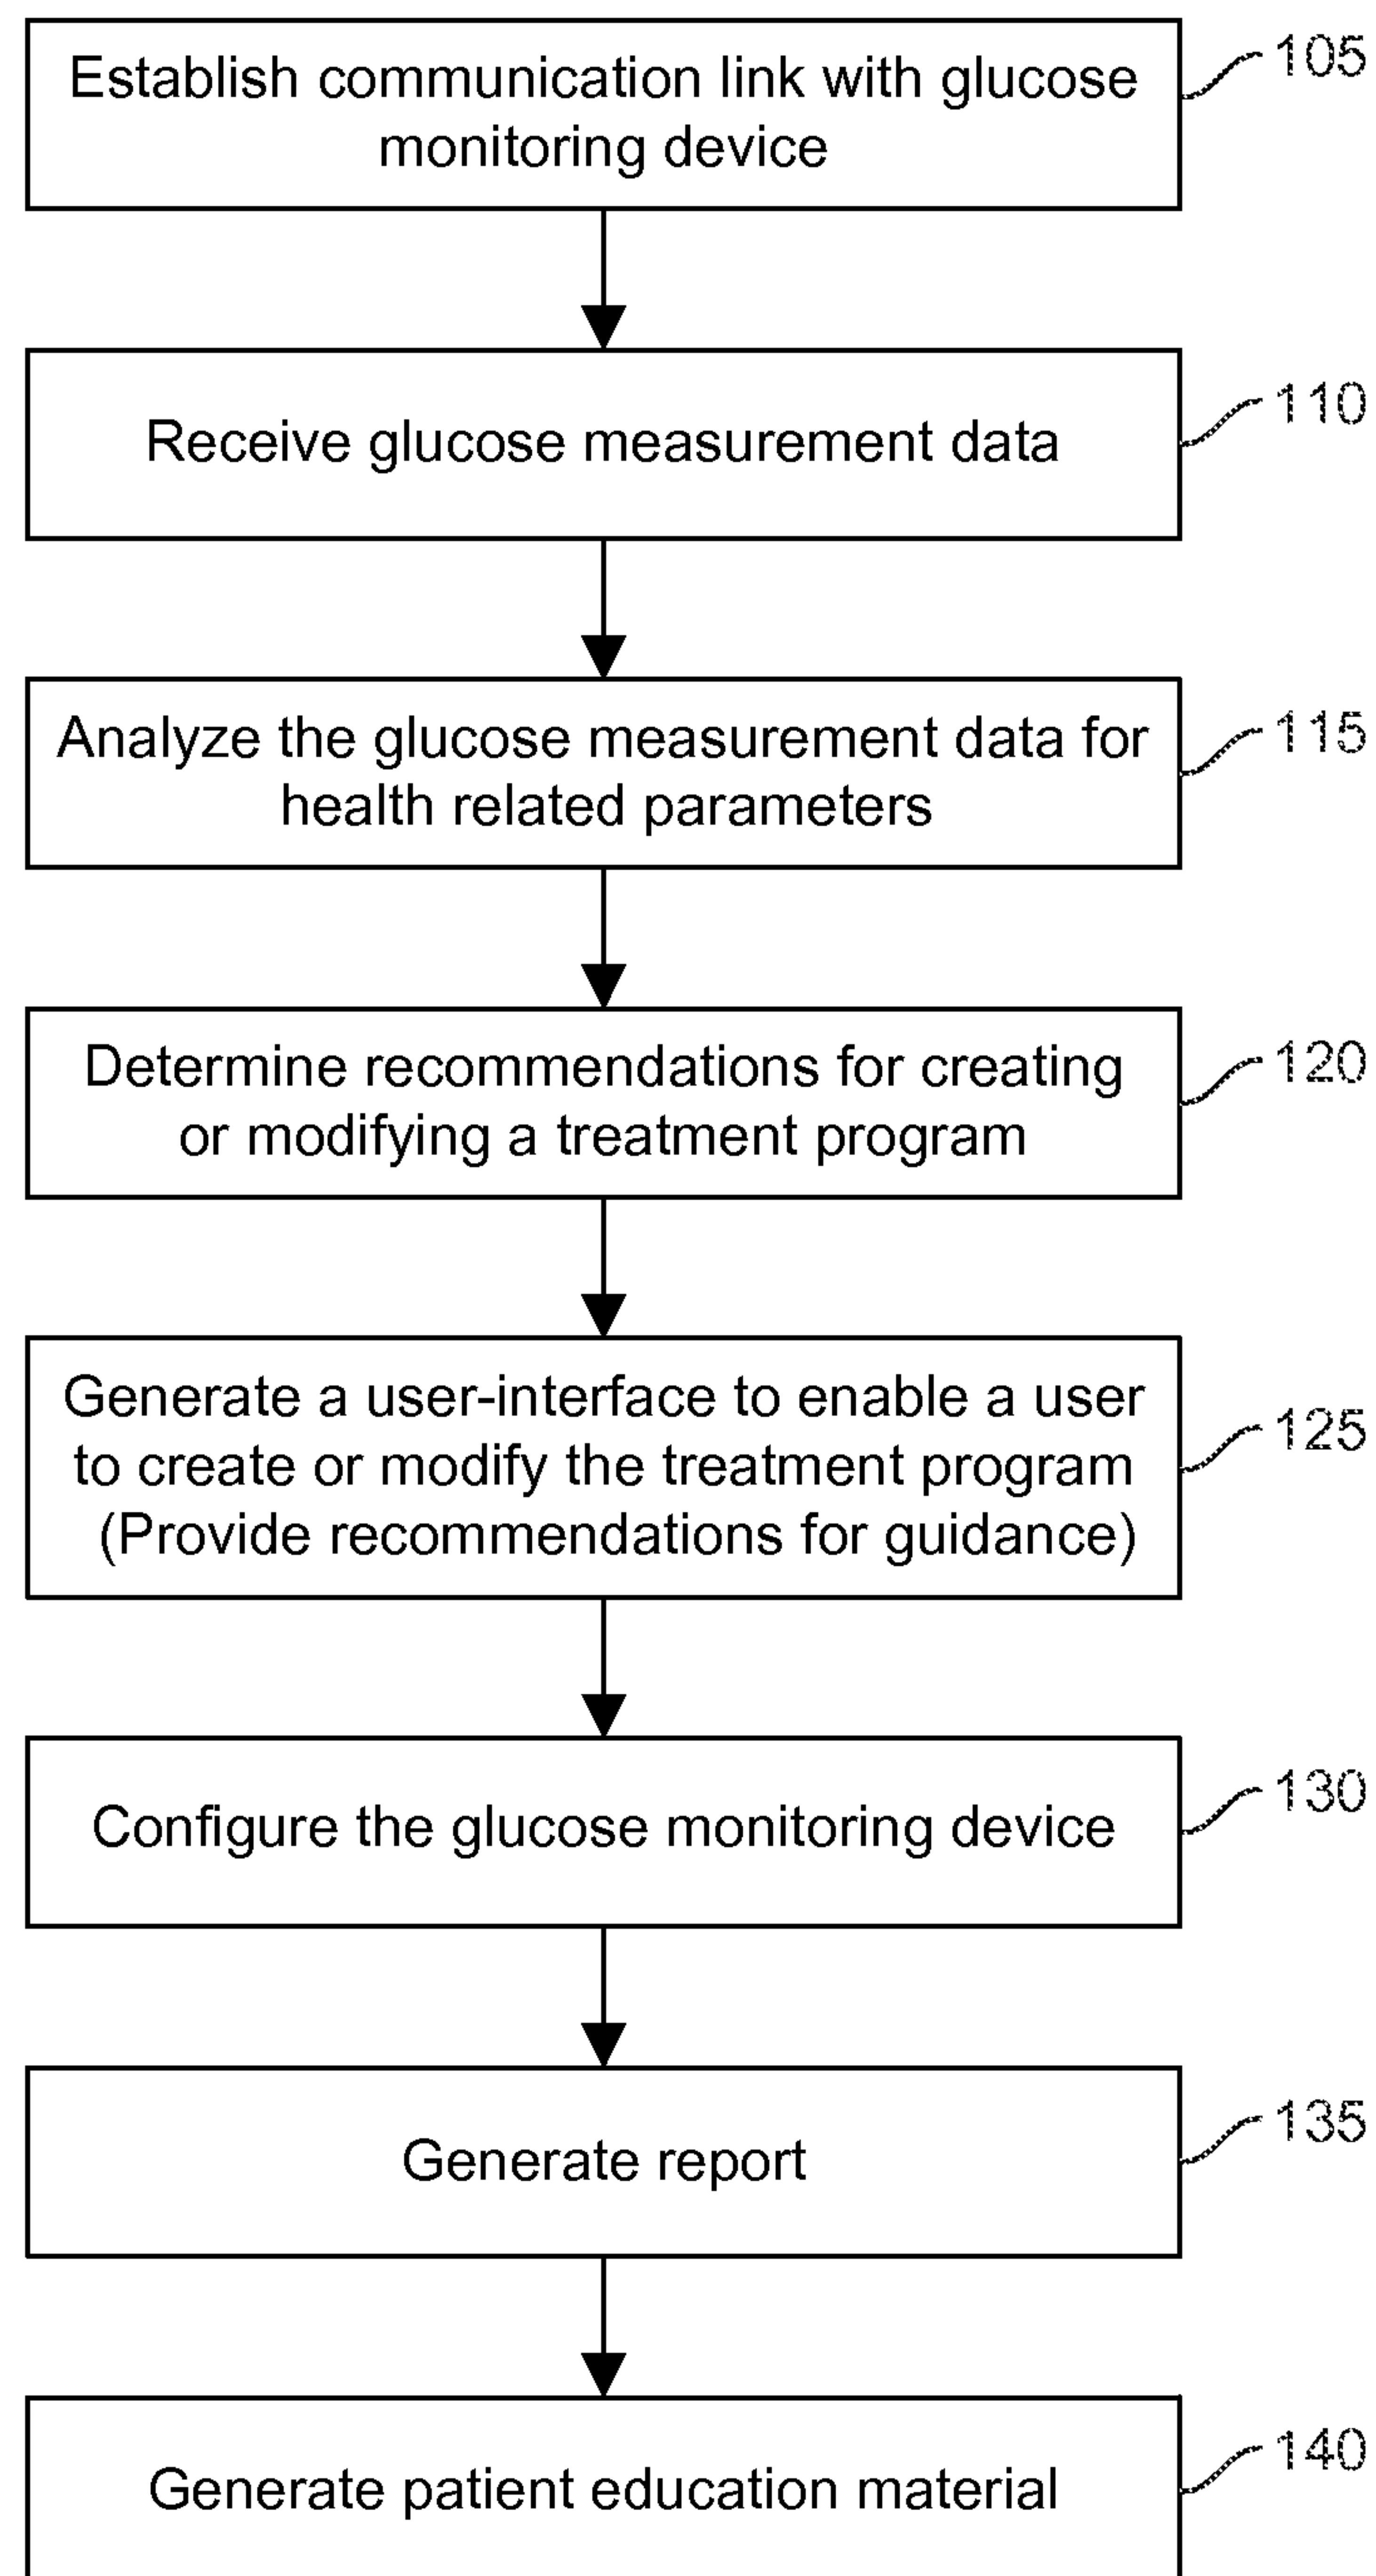 Establish communication link with glucose
monitoring device
105
Receive glucose measurement data
110
Analyze the glucose measurement data for
health related parameters
115
Determine recommendations for creating
or modifying a treatment program
120
Generate a user-interface to enable a user
to create or modify the treatment program
(Provide recommendations for guidance)
125
Configure the glucose monitoring device
130
Generate report
135
Generate patient education material
140